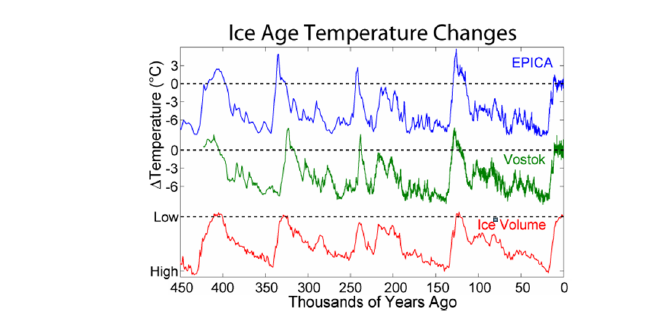 Ice Age Temperature Changes
EPICA
3
0
-3
-6
ΔTemperature (°C)
Vostok
0
-3
-6
Low
Ice Volume
High
450 400 350 300 250 200 150 100 50 0
Thousands of Years Ago